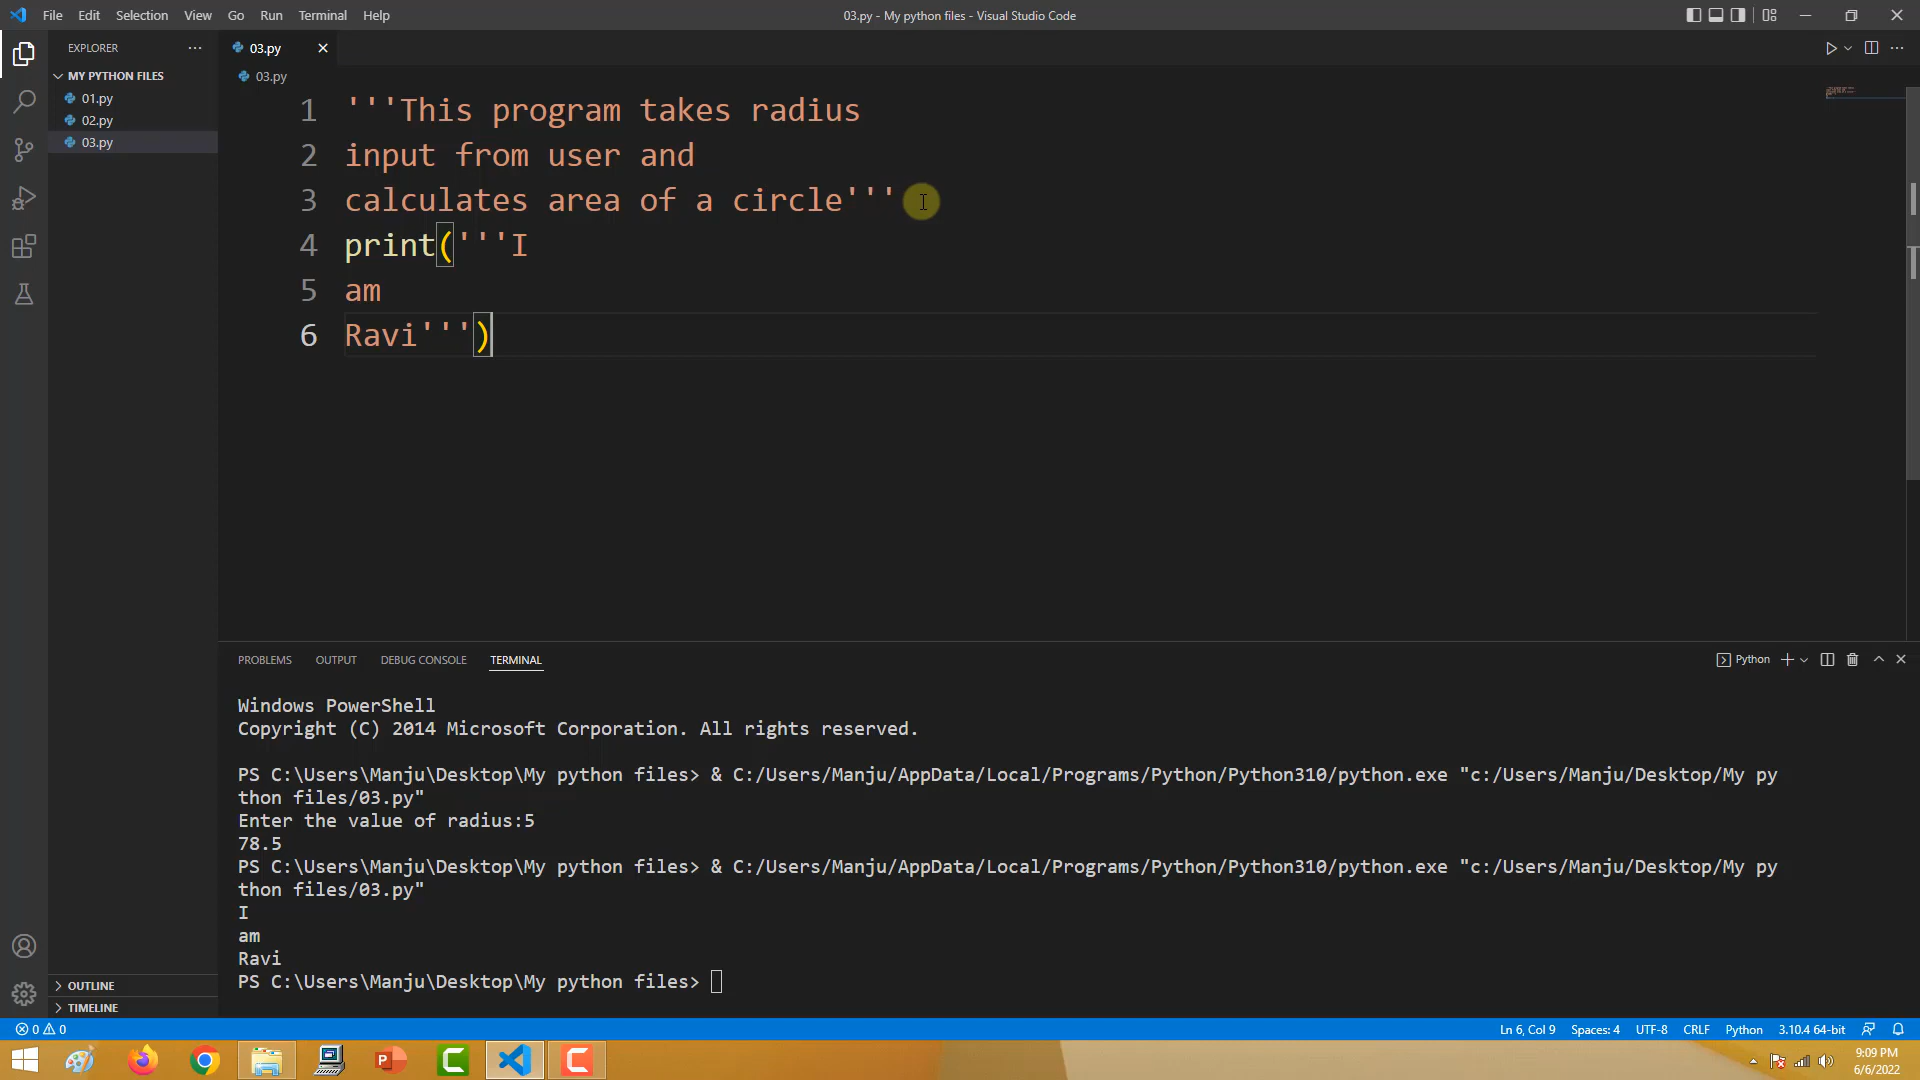 File Edit Selection View Go Run Terminal Help
03.py - My python files - Visual Studio Code
EXPLORER
MY PYTHON FILES
01.py
02.py
03.py
03.py
03.py
1 '''This program takes radius
2 input from user and
3 calculates area of a circle'''
4 print('''I
5 am
6 Ravi''')
PROBLEMS OUTPUT DEBUG CONSOLE TERMINAL
Python
Windows PowerShell
Copyright (C) 2014 Microsoft Corporation. All rights reserved.
PS C:\Users\Manju\Desktop\My python files> & C:/Users/Manju/AppData/Local/Programs/Python/Python310/python.exe "c:/Users/Manju/Desktop/My py
thon files/03.py"
Enter the value of radius:5
78.5
PS C:\Users\Manju\Desktop\My python files> & C:/Users/Manju/AppData/Local/Programs/Python/Python310/python.exe "c:/Users/Manju/Desktop/My py
thon files/03.py"
I
am
Ravi
PS C:\Users\Manju\Desktop\My python files>
OUTLINE
TIMELINE
0 0
Ln 6, Col 9 Spaces: 4 UTF-8 CRLF Python 3.10.4 64-bit
9:09 PM
6/6/2022